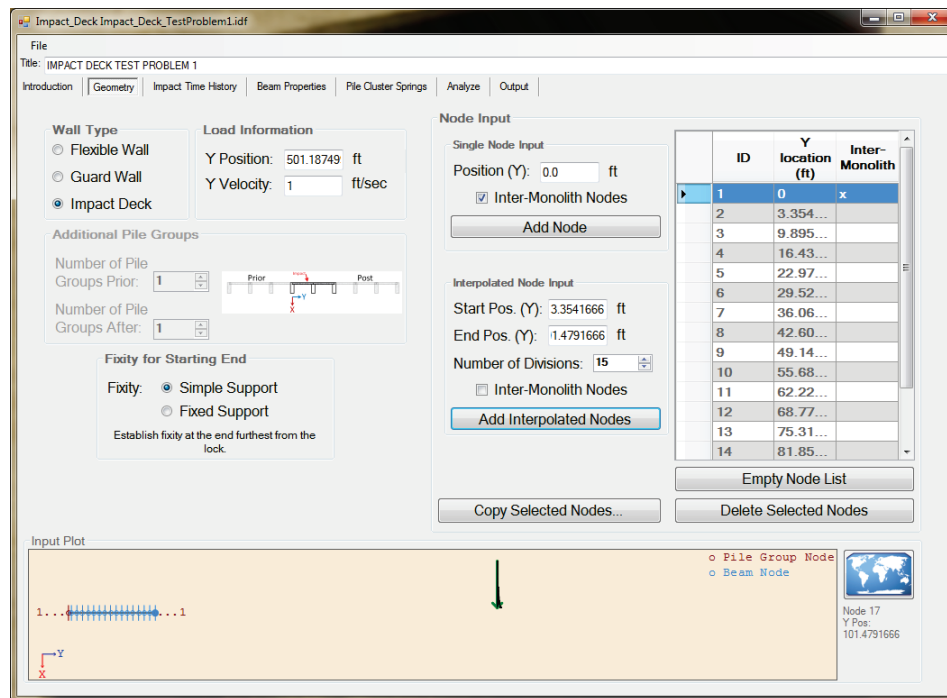 Impact_Deck Impact_Deck_TestProblem1.idf
File
Title: IMPACT DECK TEST PROBLEM 1
Introduction Geometry Impact Time History Beam Properties Pile Cluster Springs Analyze Output
Wall Type
Flexible Wall
Guard Wall
Impact Deck
Load Information
Y Position: 501.18749 ft
Y Velocity: 1 ft/sec
Additional Pile Groups
Number of Pile
Groups Prior: 1
Number of Pile
Groups After: 1
Prior Post
Y
X
Fixity for Starting End
Fixity: Simple Support
Fixed Support
Establish fixity at the end furthest from the
lock.
Node Input
Single Node Input
Position (Y): 0.0 ft
Inter-Monolith Nodes
Add Node
Interpolated Node Input
Start Pos. (Y): 3.3541666 ft
End Pos. (Y): 1.4791666 ft
Number of Divisions: 15
Inter-Monolith Nodes
Add Interpolated Nodes
Copy Selected Nodes...
ID Y location (ft) Inter-Monolith
1 0 x
2 3.354...
3 9.895...
4 16.43...
5 22.97...
6 29.52...
7 36.06...
8 42.60...
9 49.14...
10 55.68...
11 62.22...
12 68.77...
13 75.31...
14 81.85...
Empty Node List
Delete Selected Nodes
Input Plot
o Pile Group Node
o Beam Node
1... ...1
Y
X
Node 17
Y Pos:
101.4791666